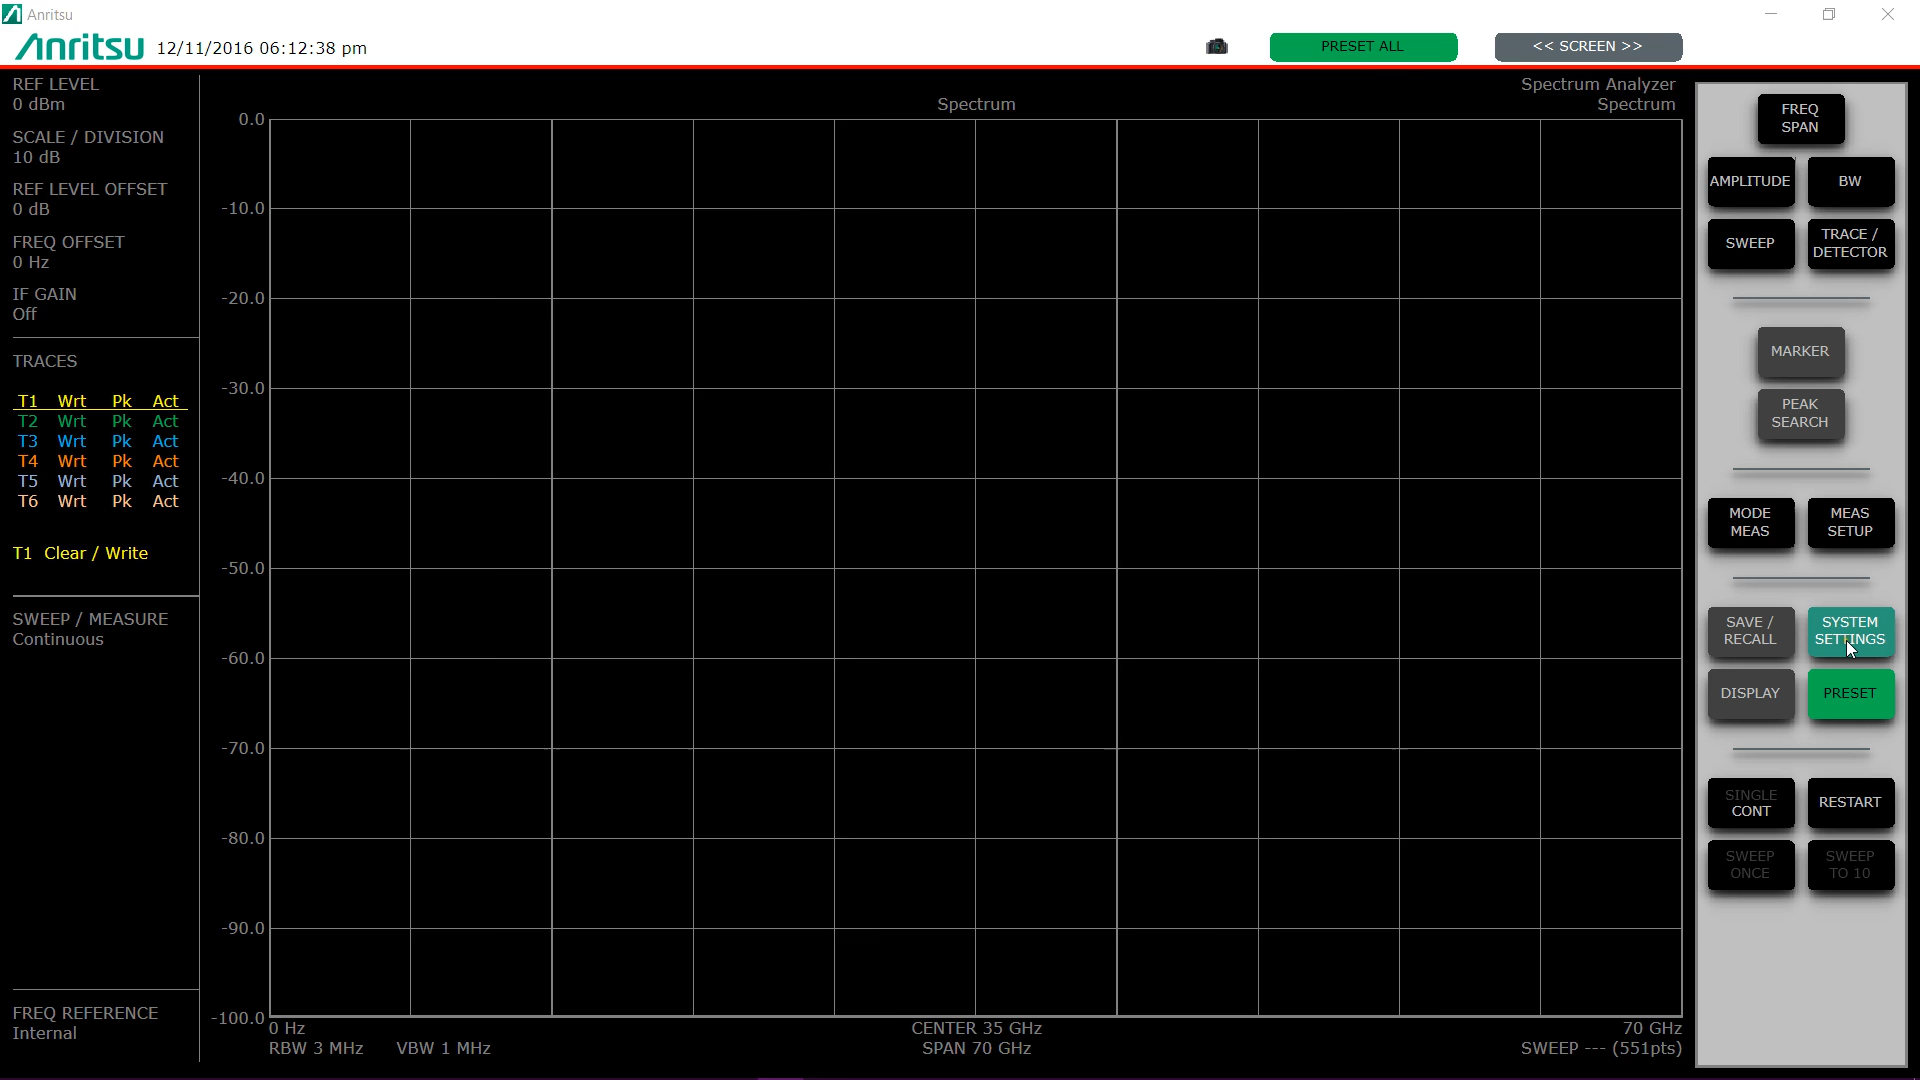 Anritsu
Anritsu 12/11/2016 06:12:38 pm
PRESET ALL
<< SCREEN >>
REF LEVEL
0 dBm
SCALE / DIVISION
10 dB
REF LEVEL OFFSET
0 dB
FREQ OFFSET
0 Hz
IF GAIN
Off
TRACES
T1 Wrt Pk Act
T2 Wrt Pk Act
T3 Wrt Pk Act
T4 Wrt Pk Act
T5 Wrt Pk Act
T6 Wrt Pk Act
T1 Clear / Write
SWEEP / MEASURE
Continuous
FREQ REFERENCE
Internal
Spectrum
Spectrum Analyzer
Spectrum
0.0
-10.0
-20.0
-30.0
-40.0
-50.0
-60.0
-70.0
-80.0
-90.0
-100.0
0 Hz
CENTER 35 GHz
70 GHz
RBW 3 MHz VBW 1 MHz
SPAN 70 GHz
SWEEP --- (551pts)
FREQ
SPAN
AMPLITUDE
BW
SWEEP
TRACE /
DETECTOR
MARKER
PEAK
SEARCH
MODE
MEAS
MEAS
SETUP
SAVE /
RECALL
SYSTEM
SETTINGS
DISPLAY
PRESET
SINGLE
CONT
RESTART
SWEEP
ONCE
SWEEP
TO 10